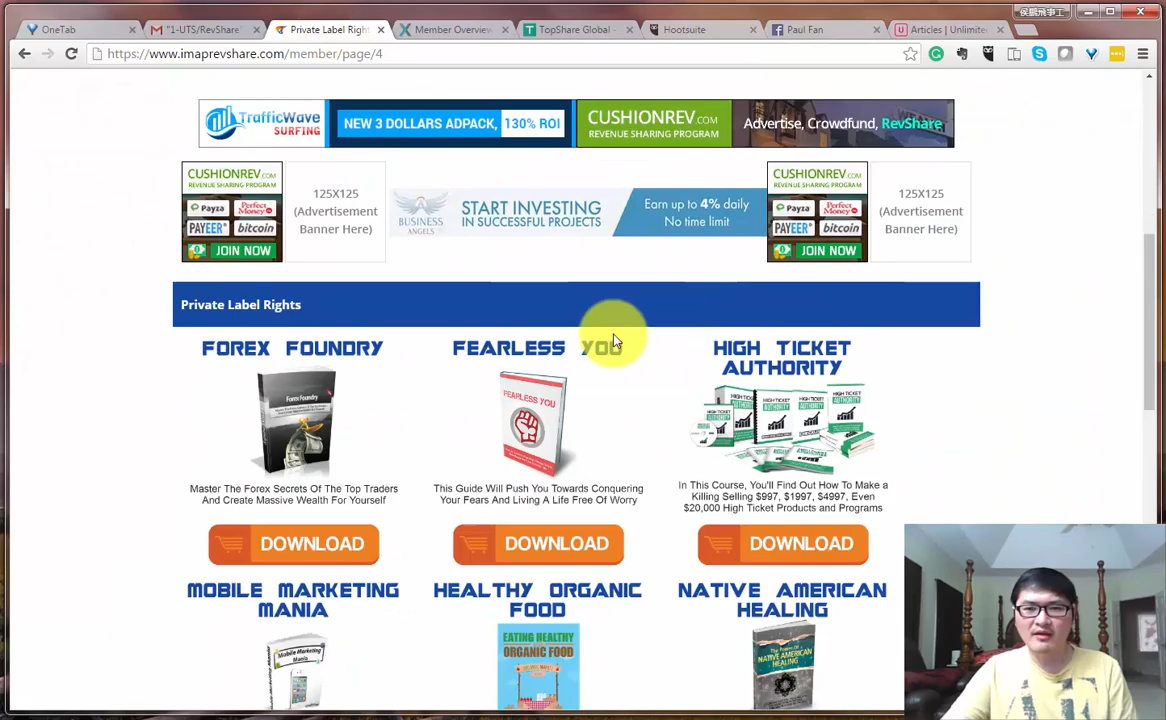 侯鵬飛爭工
OneTab
"1-UTS/RevShare"
Private Label Righ
Member Overview
TopShare Global -
Hootsuite
Paul Fan
Articles | Unlimite
https://www.imaprevshare.com/member/page/4
TrafficWave
SURFING
NEW 3 DOLLARS ADPACK, 130% ROI
CUSHIONREV.COM
REVENUE SHARING PROGRAM
Advertise, Crowdfund, RevShare
CUSHIONREV.COM
REVENUE SHARING PROGRAM
Payza
Perfect Money
PAYEER
bitcoin
JOIN NOW
125X125
(Advertisement
Banner Here)
BUSINESS
ANGELS
START INVESTING
IN SUCCESSFUL PROJECTS
Earn up to 4% daily
No time limit
CUSHIONREV.COM
REVENUE SHARING PROGRAM
Payza
Perfect Money
PAYEER
bitcoin
JOIN NOW
125X125
(Advertisement
Banner Here)
Private Label Rights
FOREX FOUNDRY
Forex Foundry
Master The Forex Secrets Of The Top Traders
And Create Massive Wealth For Yourself
DOWNLOAD
FEARLESS YOU
FEARLESS YOU
This Guide Will Push You Towards Conquering
Your Fears And Living A Life Free Of Worry
DOWNLOAD
HIGH TICKET
AUTHORITY
HIGH TICKET
AUTHORITY
In This Course, You'll Find Out How To Make a
Killing Selling $997, $1997, $4997, Even
$20,000 High Ticket Products and Programs
DOWNLOAD
MOBILE MARKETING
MANIA
Mobile Marketing
Mania
HEALTHY ORGANIC
FOOD
EATING HEALTHY
ORGANIC FOOD
NATIVE AMERICAN
HEALING
The Power Of
NATIVE AMERICAN
HEALING